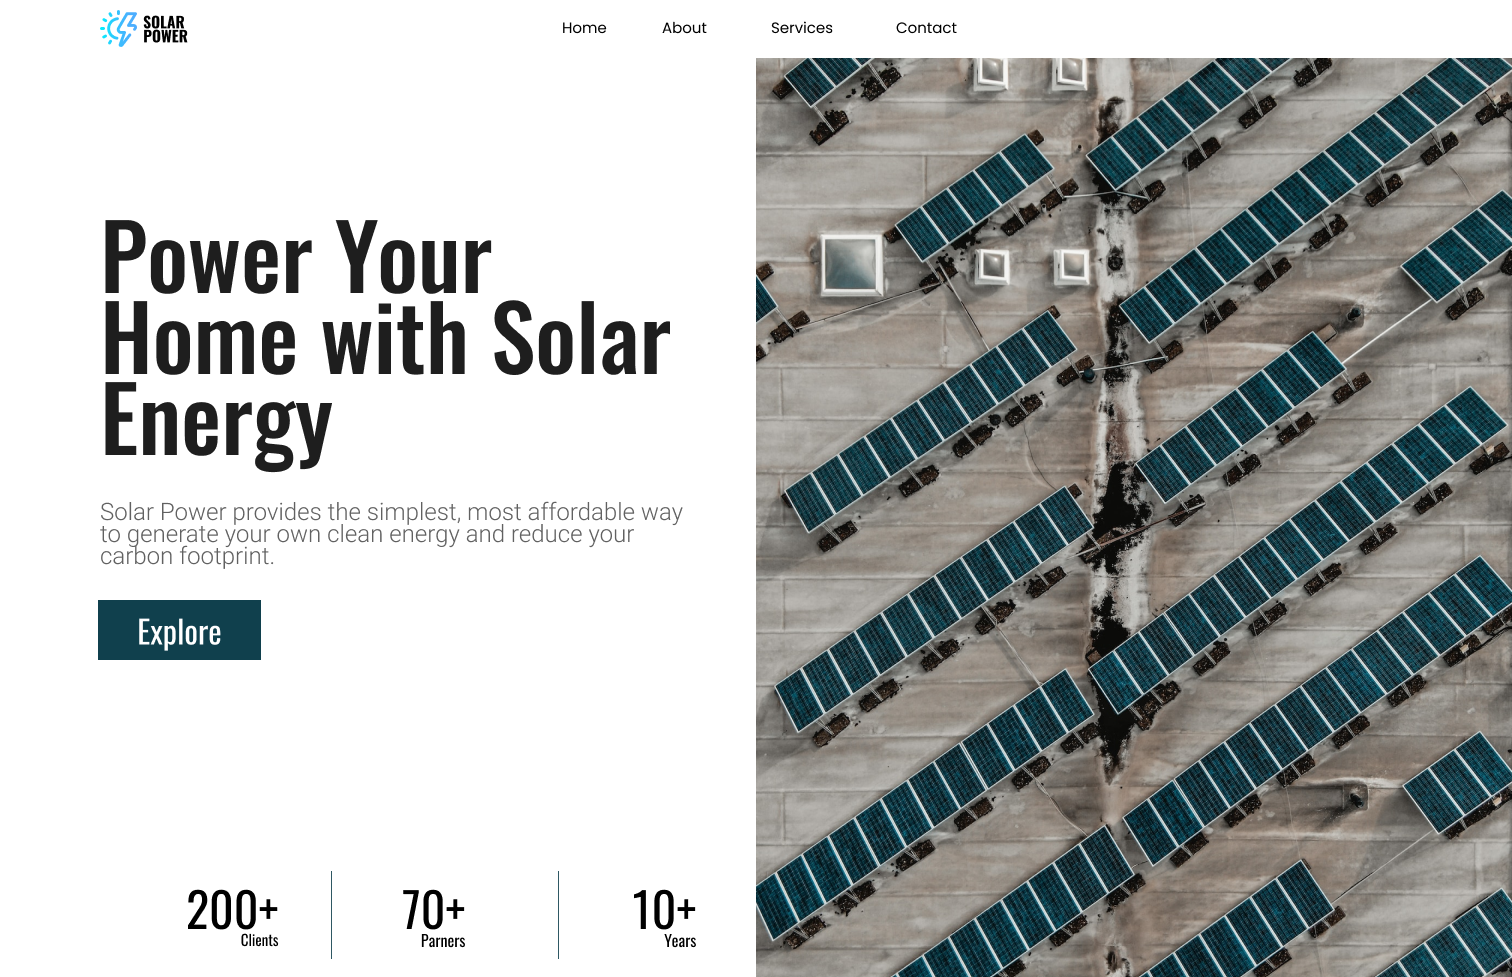 SOLAR
POWER
Home About Services Contact
Power Your
Home with Solar
Energy
Solar Power provides the simplest, most affordable way
to generate your own clean energy and reduce your
carbon footprint.
Explore
200+ 70+ 10+
Clients Parners Years